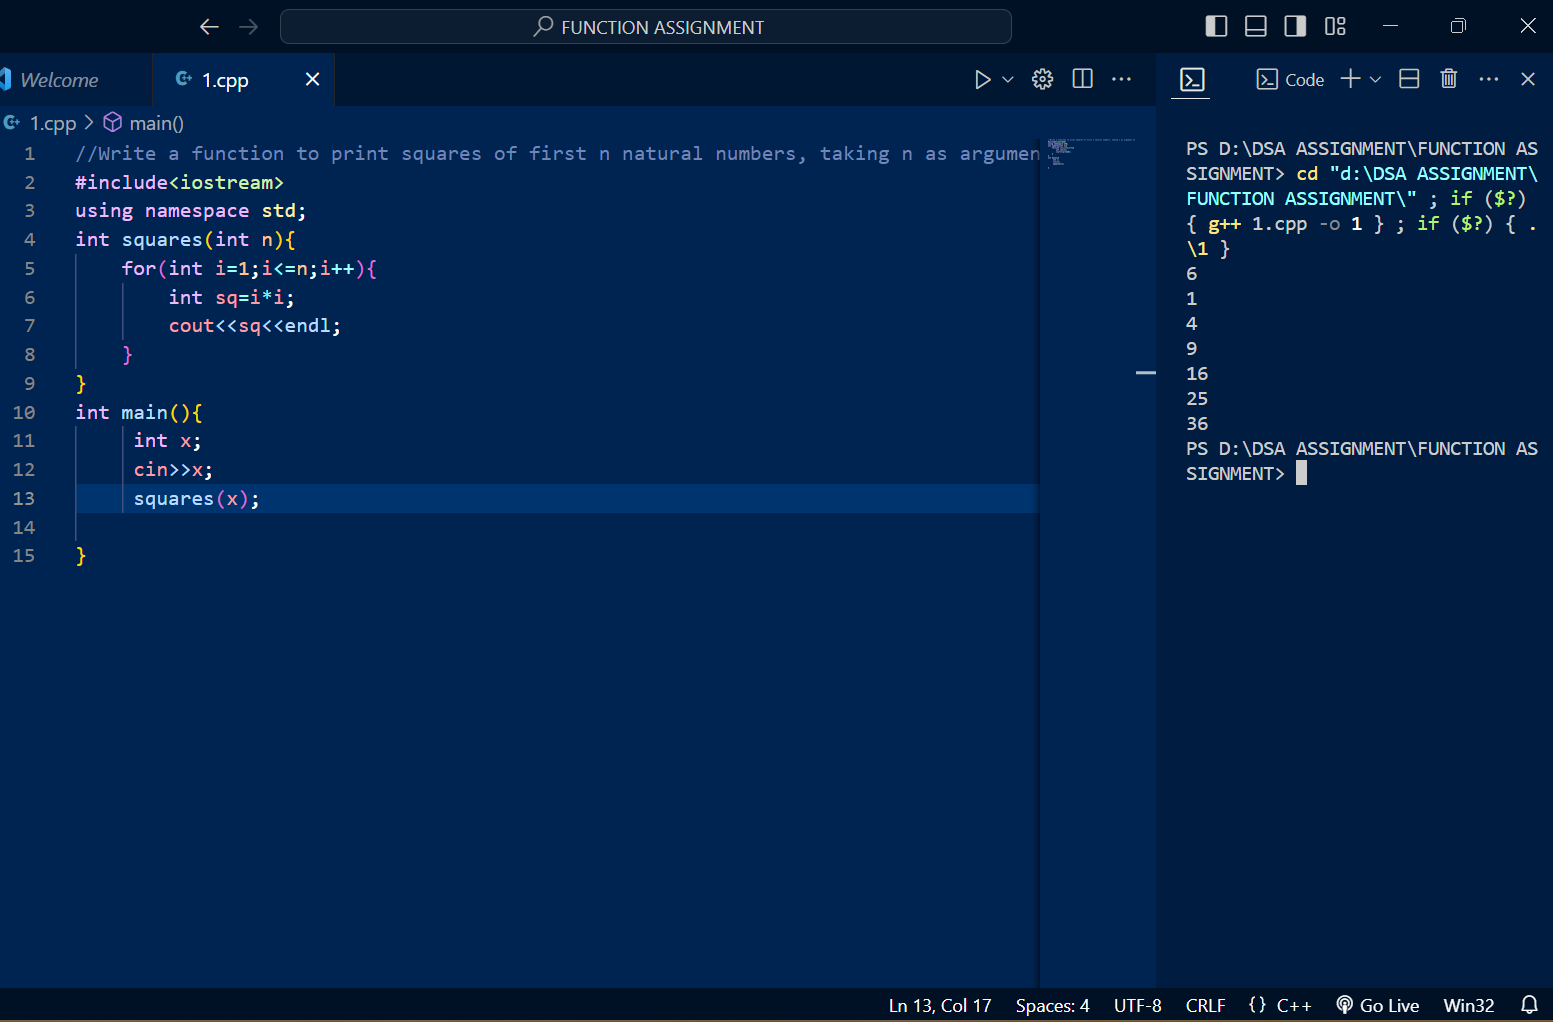 FUNCTION ASSIGNMENT
Welcome
1.cpp
Code
1.cpp > main()
1 //Write a function to print squares of first n natural numbers, taking n as argumen
2 #include<iostream>
3 using namespace std;
4 int squares(int n){
5     for(int i=1;i<=n;i++){
6         int sq=i*i;
7         cout<<sq<<endl;
8     }
9 }
10 int main(){
11      int x;
12      cin>>x;
13      squares(x);
14
15 }
PS D:\DSA ASSIGNMENT\FUNCTION AS
SIGNMENT> cd "d:\DSA ASSIGNMENT\
FUNCTION ASSIGNMENT\" ; if ($?)
{ g++ 1.cpp -o 1 } ; if ($?) { .
\1 }
6
1
4
9
16
25
36
PS D:\DSA ASSIGNMENT\FUNCTION AS
SIGNMENT>
Ln 13, Col 17 Spaces: 4 UTF-8 CRLF {} C++ Go Live Win32